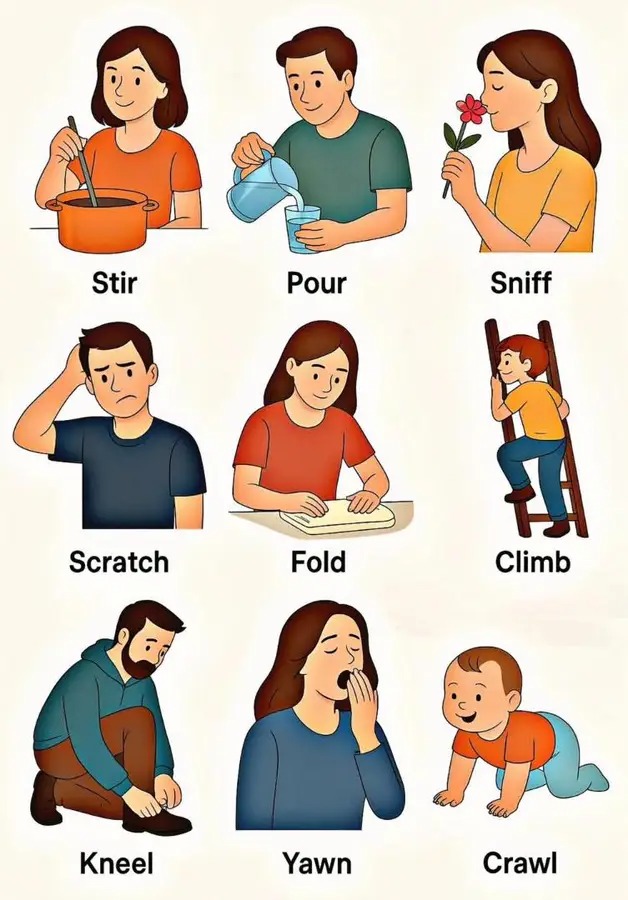 Stir
Pour
Sniff
Scratch
Fold
Climb
Kneel
Yawn
Crawl